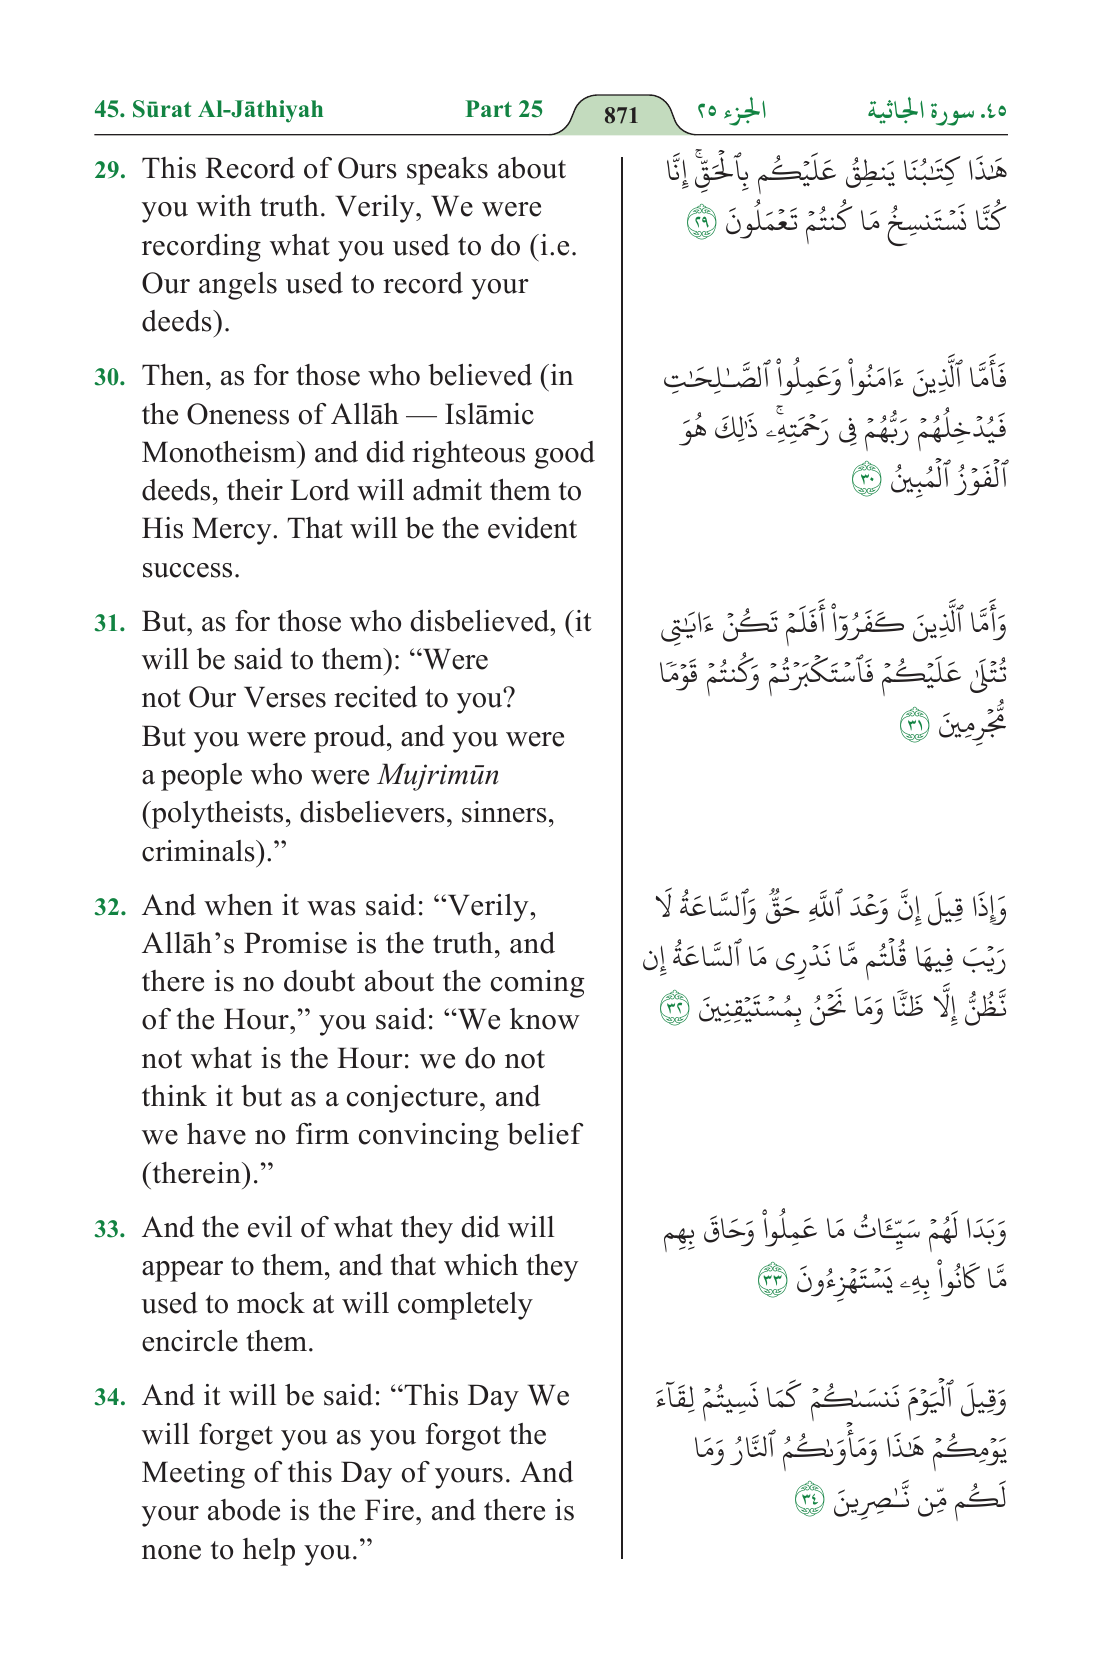 45. Sūrat Al-Jāthiyah Part 25 871 الجزء ٢٥ ٤٥. سورة الجاثية
29. This Record of Ours speaks about
you with truth. Verily, We were
recording what you used to do (i.e.
Our angels used to record your
deeds).
30. Then, as for those who believed (in
the Oneness of Allāh — Islāmic
Monotheism) and did righteous good
deeds, their Lord will admit them to
His Mercy. That will be the evident
success.
31. But, as for those who disbelieved, (it
will be said to them): “Were
not Our Verses recited to you?
But you were proud, and you were
a people who were Mujrimūn
(polytheists, disbelievers, sinners,
criminals).”
32. And when it was said: “Verily,
Allāh’s Promise is the truth, and
there is no doubt about the coming
of the Hour,” you said: “We know
not what is the Hour: we do not
think it but as a conjecture, and
we have no firm convincing belief
(therein).”
33. And the evil of what they did will
appear to them, and that which they
used to mock at will completely
encircle them.
34. And it will be said: “This Day We
will forget you as you forgot the
Meeting of this Day of yours. And
your abode is the Fire, and there is
none to help you.”
هَٰذَا كِتَٰبُنَا يَنطِقُ عَلَيْكُم بِٱلْحَقِّ ۚ إِنَّا
كُنَّا نَسْتَنسِخُ مَا كُنتُمْ تَعْمَلُونَ ٢٩
فَأَمَّا ٱلَّذِينَ ءَامَنُوا۟ وَعَمِلُوا۟ ٱلصَّٰلِحَٰتِ
فَيُدْخِلُهُمْ رَبُّهُمْ فِى رَحْمَتِهِۦ ۚ ذَٰلِكَ هُوَ
ٱلْفَوْزُ ٱلْمُبِينُ ٣٠
وَأَمَّا ٱلَّذِينَ كَفَرُوٓا۟ أَفَلَمْ تَكُنْ ءَايَٰتِى
تُتْلَىٰ عَلَيْكُمْ فَٱسْتَكْبَرْتُمْ وَكُنتُمْ قَوْمًا
مُّجْرِمِينَ ٣١
وَإِذَا قِيلَ إِنَّ وَعْدَ ٱللَّهِ حَقٌّ وَٱلسَّاعَةُ لَا
رَيْبَ فِيهَا قُلْتُم مَّا نَدْرِى مَا ٱلسَّاعَةُ إِن
نَّظُنُّ إِلَّا ظَنًّا وَمَا نَحْنُ بِمُسْتَيْقِنِينَ ٣٢
وَبَدَا لَهُمْ سَيِّـَٔاتُ مَا عَمِلُوا۟ وَحَاقَ بِهِم
مَّا كَانُوا۟ بِهِۦ يَسْتَهْزِءُونَ ٣٣
وَقِيلَ ٱلْيَوْمَ نَنسَىٰكُمْ كَمَا نَسِيتُمْ لِقَآءَ
يَوْمِكُمْ هَٰذَا وَمَأْوَىٰكُمُ ٱلنَّارُ وَمَا
لَكُم مِّن نَّٰصِرِينَ ٣٤